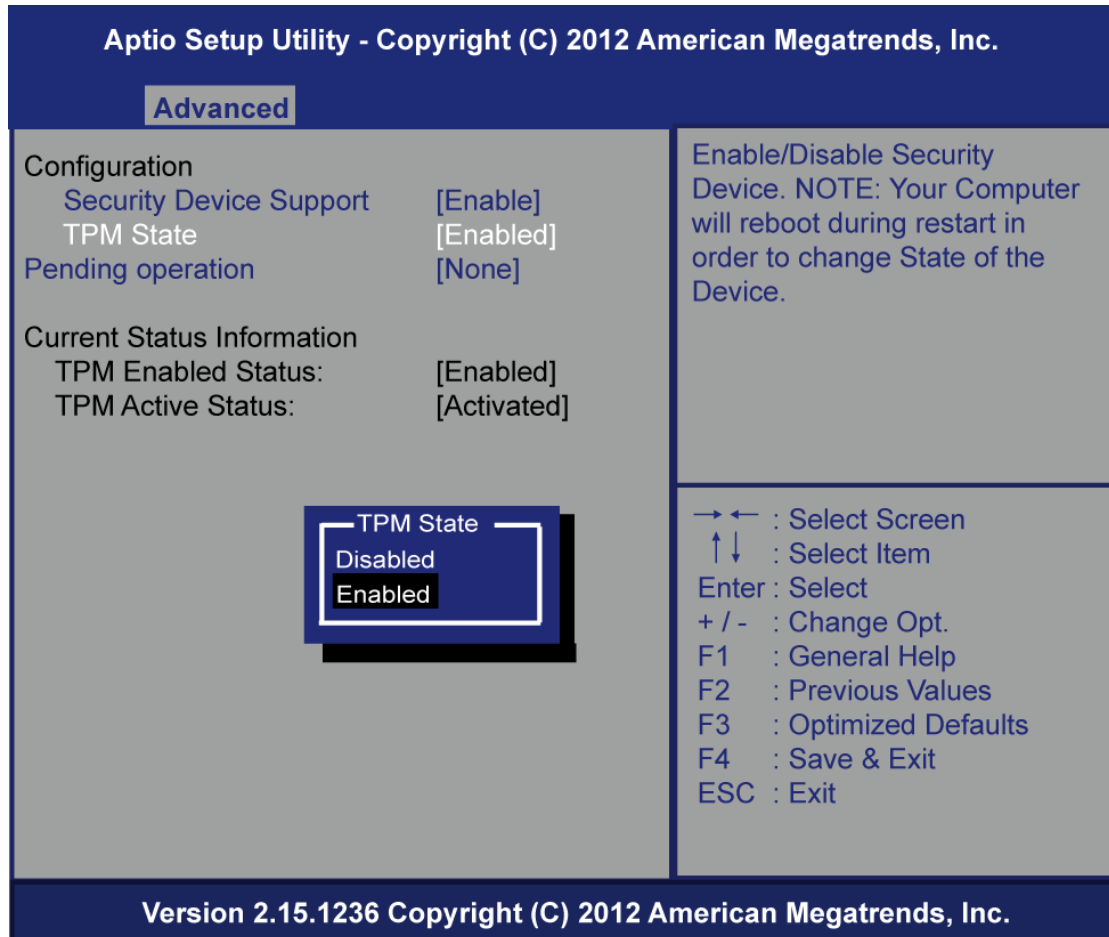 Aptio Setup Utility - Copyright (C) 2012 American Megatrends, Inc.
Advanced
Configuration
Security Device Support [Enable]
TPM State [Enabled]
Pending operation [None]
Current Status Information
TPM Enabled Status: [Enabled]
TPM Active Status: [Activated]
TPM State
Disabled
Enabled
Enable/Disable Security
Device. NOTE: Your Computer
will reboot during restart in
order to change State of the
Device.
→ ← : Select Screen
↑ ↓ : Select Item
Enter : Select
+ / - : Change Opt.
F1 : General Help
F2 : Previous Values
F3 : Optimized Defaults
F4 : Save & Exit
ESC : Exit
Version 2.15.1236 Copyright (C) 2012 American Megatrends, Inc.